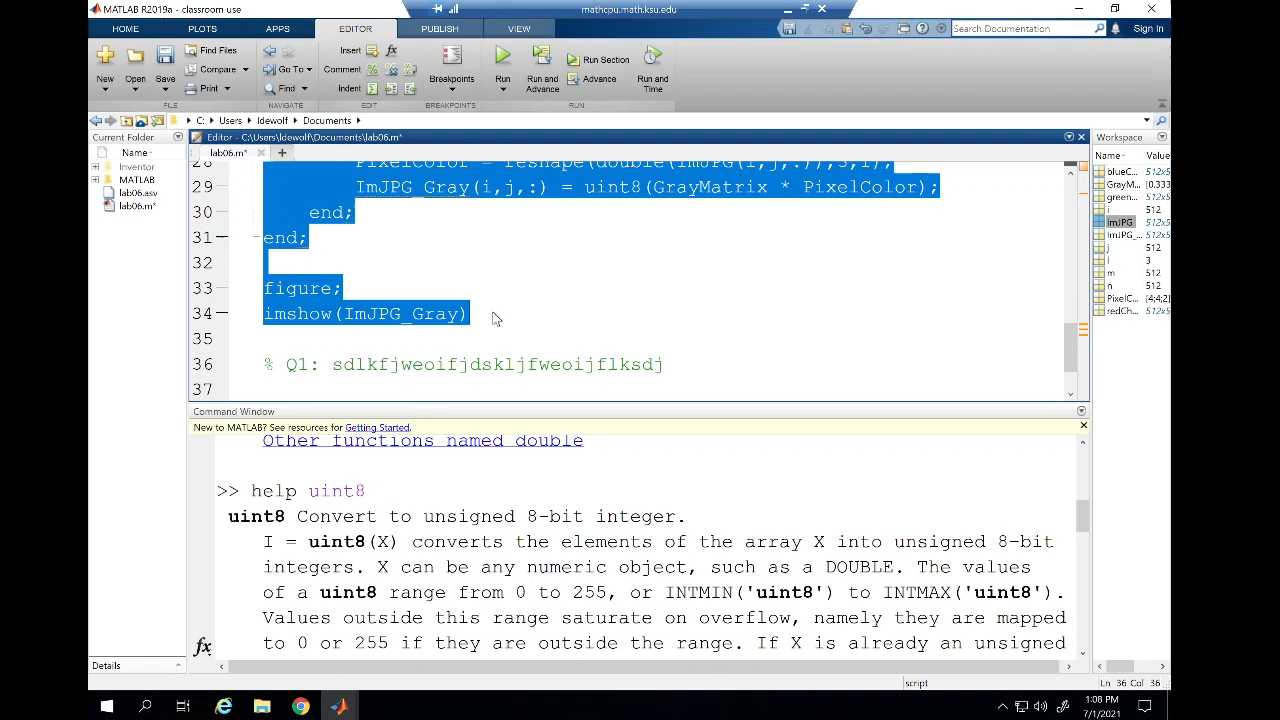 MATLAB R2019a - classroom use
mathcpu.math.ksu.edu
HOME PLOTS APPS EDITOR PUBLISH VIEW
Search Documentation
Sign In
New Open Save
Find Files
Compare
Print
FILE
Go To
Find
NAVIGATE
Insert
Comment
Indent
EDIT
Breakpoints
BREAKPOINTS
Run
Run and Advance
Run Section
Advance
Run and Time
RUN
C: Users ldewolf Documents
Current Folder
Name
Inventor
MATLAB
lab06.asv
lab06.m*
Details
Editor - C:\Users\ldewolf\Documents\lab06.m*
lab06.m*
28 PixelColor = reshape(double(ImJPG(i,j,:)),3,1);
29 ImJPG_Gray(i,j,:) = uint8(GrayMatrix * PixelColor);
30 end;
31 end;
32
33 figure;
34 imshow(ImJPG_Gray)
35
36 % Q1: sdlkfjweoifjdskljfweoijflksdj
37
Command Window
New to MATLAB? See resources for Getting Started.
Other functions named double
>> help uint8
uint8 Convert to unsigned 8-bit integer.
I = uint8(X) converts the elements of the array X into unsigned 8-bit
integers. X can be any numeric object, such as a DOUBLE. The values
of a uint8 range from 0 to 255, or INTMIN('uint8') to INTMAX('uint8').
Values outside this range saturate on overflow, namely they are mapped
to 0 or 255 if they are outside the range. If X is already an unsigned
fx
Workspace
Name Value
blueC... 512x5
GrayM... [0.333
green... 512x5
i 512
ImJPG 512x5
ImJPG_... 512x5
j 512
l 3
m 512
n 512
PixelC... [4;4;2]
redCh... 512x5
script
Ln 36 Col 36
1:08 PM
7/1/2021